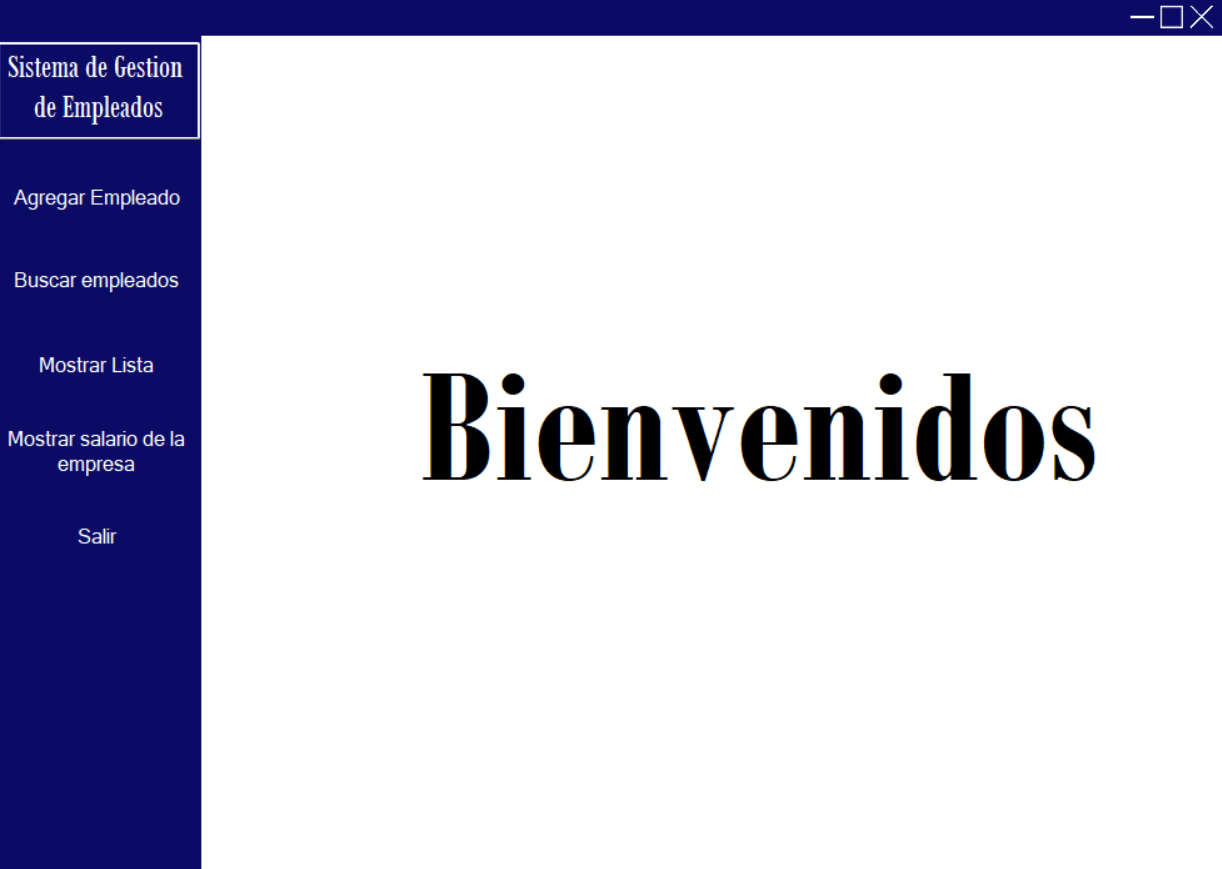 Sistema de Gestion
de Empleados
Agregar Empleado
Buscar empleados
Mostrar Lista
Mostrar salario de la
empresa
Salir
Bienvenidos